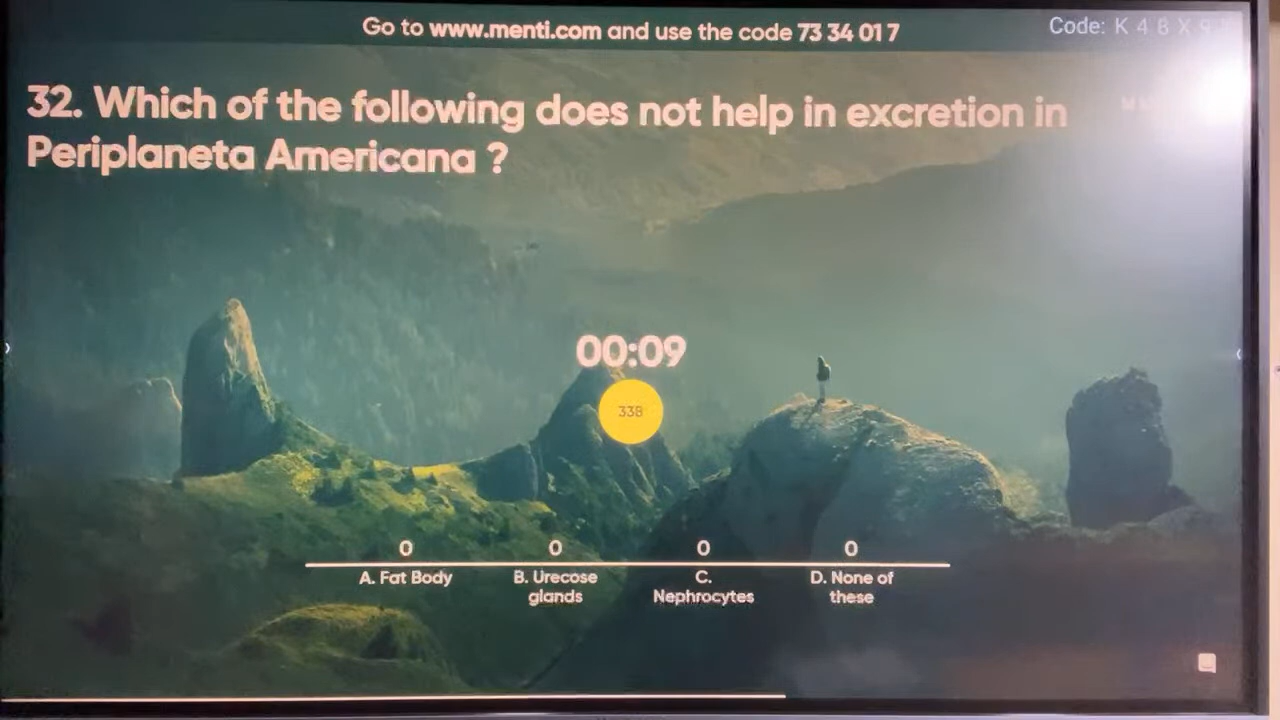 Go to www.menti.com and use the code 73 34 01 7
Code: K 4 8 X 9
32. Which of the following does not help in excretion in
Periplaneta Americana ?
00:09
338
0 0 0 0
A. Fat Body B. Urecose C. D. None of
glands Nephrocytes these